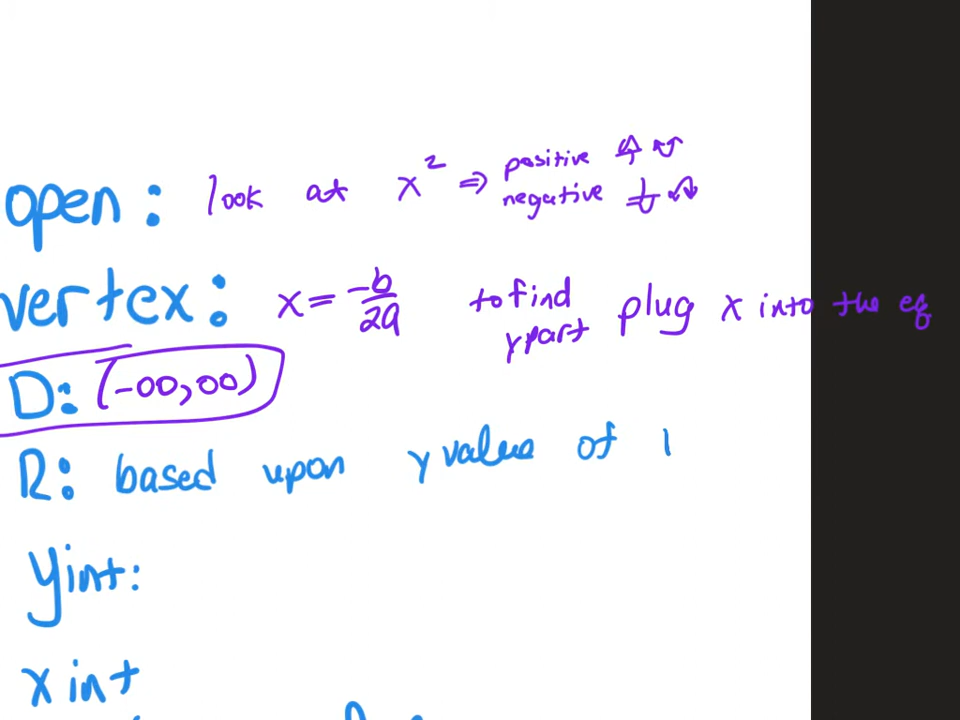 open: look at x² ⇒ positive ↑
negative ↓
vertex: x = -b/2a to find y part plug x into the eq
D: (-∞,∞)
R: based upon y value of
y int:
x int